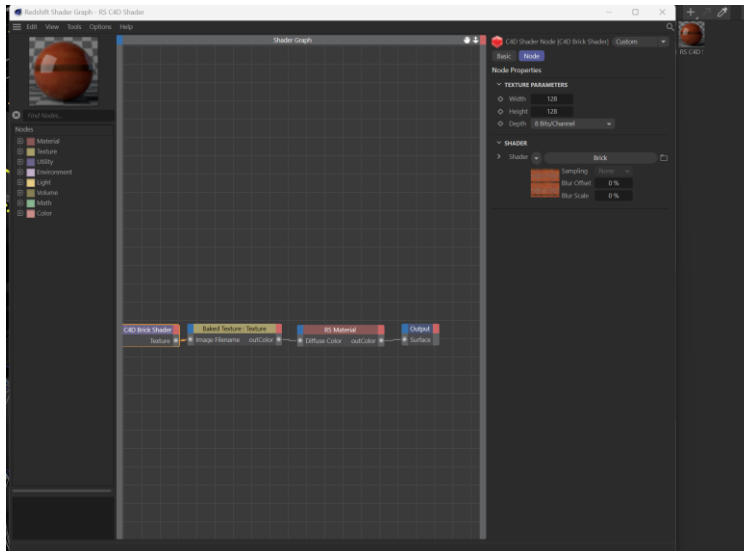 Redshift Shader Graph - RS C4D Shader
Edit View Tools Options Help
Find Nodes...
Nodes
Material
Texture
Utility
Environment
Light
Volume
Math
Color
Shader Graph
C4D Brick Shader
Texture
Baked Texture : Texture
Image Filename outColor
RS Material
Diffuse Color outColor
Output
Surface
C4D Shader Node [C4D Brick Shader] Custom
Basic Node
Node Properties
TEXTURE PARAMETERS
Width 128
Height 128
Depth 8 Bits/Channel
SHADER
Shader Brick
Sampling None
Blur Offset 0 %
Blur Scale 0 %
RS C4D